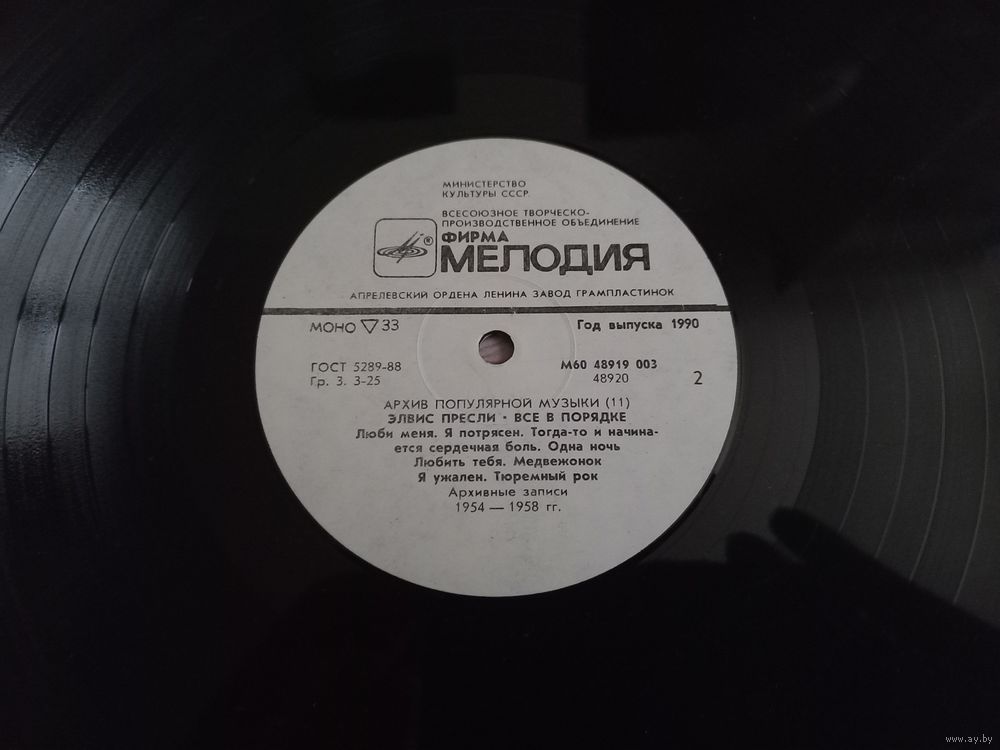 МИНИСТЕРСТВО
КУЛЬТУРЫ СССР
ВСЕСОЮЗНОЕ ТВОРЧЕСКО-
ПРОИЗВОДСТВЕННОЕ ОБЪЕДИНЕНИЕ
® ФИРМА
МЕЛОДИЯ
АПРЕЛЕВСКИЙ ОРДЕНА ЛЕНИНА ЗАВОД ГРАМПЛАСТИНОК
МОНО ▽ 33 Год выпуска 1990
ГОСТ 5289-88 М60 48919 003
Гр. 3. 3-25 48920 2
АРХИВ ПОПУЛЯРНОЙ МУЗЫКИ (11)
ЭЛВИС ПРЕСЛИ · ВСЕ В ПОРЯДКЕ
Люби меня. Я потрясен. Тогда-то и начина-
ется сердечная боль. Одна ночь
Любить тебя. Медвежонок
Я ужален. Тюремный рок
Архивные записи
1954 — 1958 гг.
www.ay.by